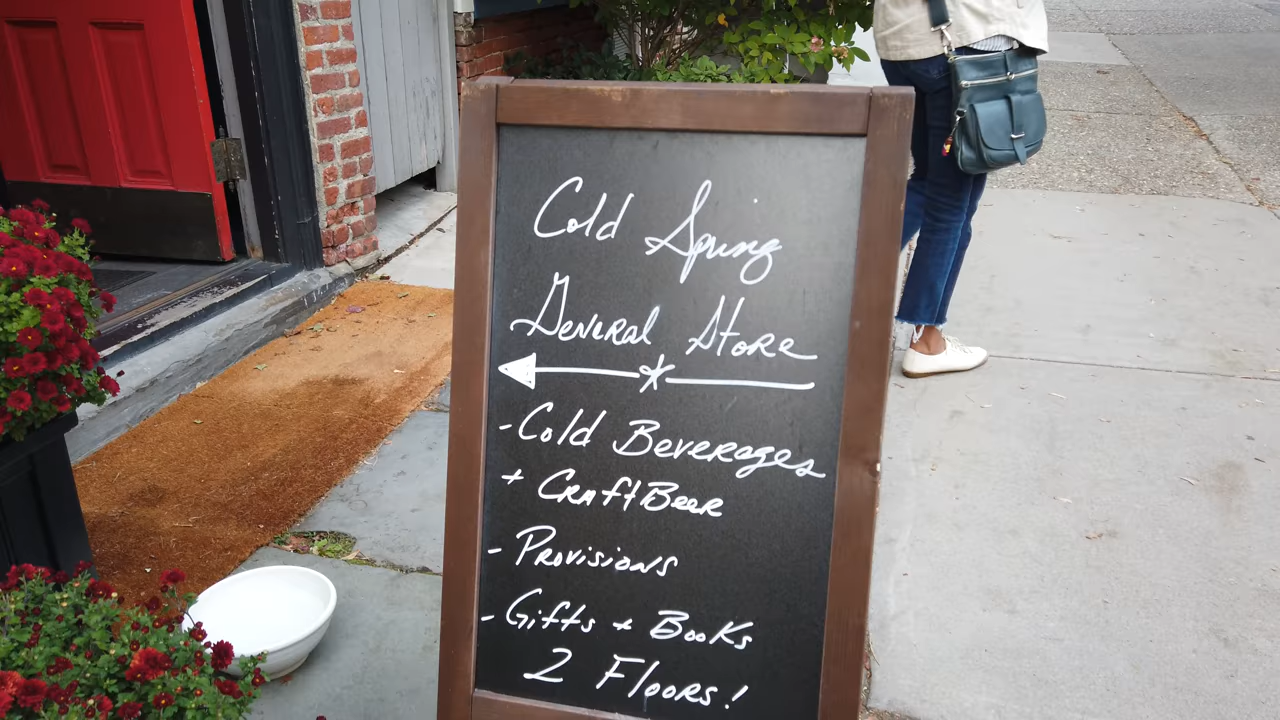 Cold Spring
General Store
- Cold Beverages
+ Craft Beer
- Provisions
- Gifts + Books
2 Floors!